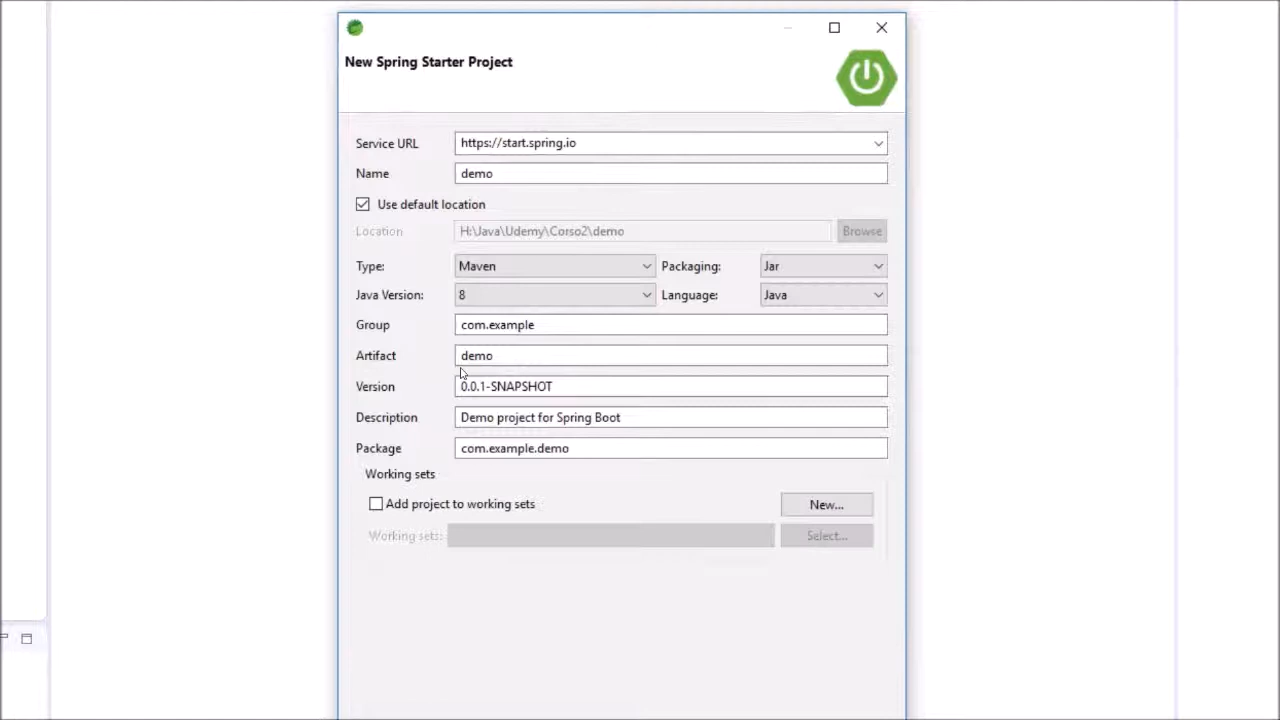 New Spring Starter Project
Service URL https://start.spring.io
Name demo
Use default location
Location H:\Java\Udemy\Corso2\demo Browse
Type: Maven Packaging: Jar
Java Version: 8 Language: Java
Group com.example
Artifact demo
Version 0.0.1-SNAPSHOT
Description Demo project for Spring Boot
Package com.example.demo
Working sets
Add project to working sets New...
Working sets: Select...